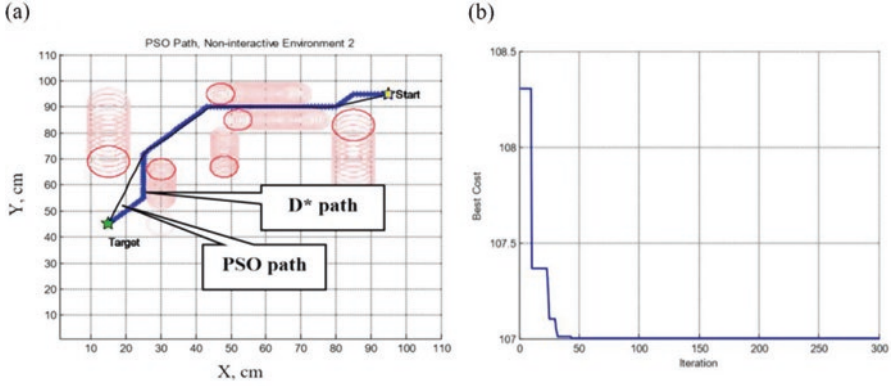 (a)
PSO Path, Non-interactive Environment 2
110
100
90
80
70
60
50
40
30
20
10
Y, cm
Start
Target
D* path
PSO path
10 20 30 40 50 60 70 80 90 100 110
X, cm
(b)
108.5
108
107.5
107
Best Cost
0 50 100 150 200 250 300
Iteration